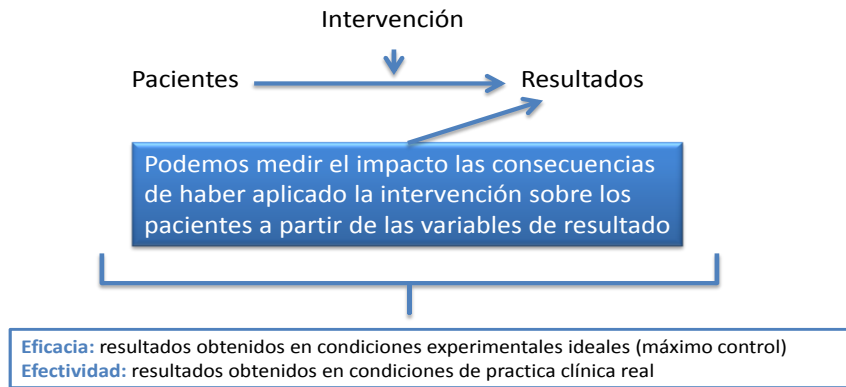 Intervención
Pacientes
Resultados
Podemos medir el impacto las consecuencias
de haber aplicado la intervención sobre los
pacientes a partir de las variables de resultado
Eficacia: resultados obtenidos en condiciones experimentales ideales (máximo control)
Efectividad: resultados obtenidos en condiciones de practica clínica real